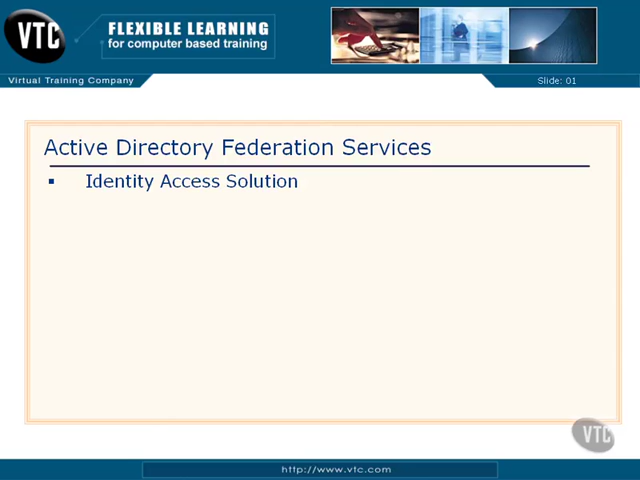 VTC
FLEXIBLE LEARNING
for computer based training
Virtual Training Company
Slide: 01
Active Directory Federation Services
▪ Identity Access Solution
VTC
http://www.vtc.com